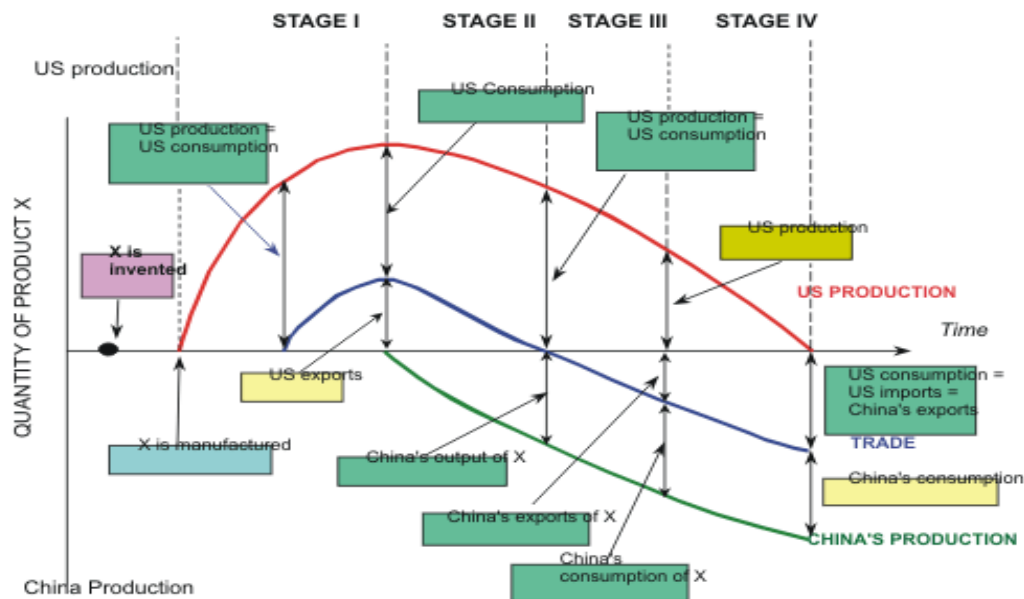 STAGE I
STAGE II
STAGE III
STAGE IV
US production
US Consumption
US production =
US consumption
US production =
US consumption
QUANTITY OF PRODUCT X
X is
invented
US production
US PRODUCTION
Time
US exports
US consumption =
US imports =
China's exports
X is manufactured
TRADE
China's output of X
China's consumption
China's exports of X
CHINA'S PRODUCTION
China's
consumption of X
China Production